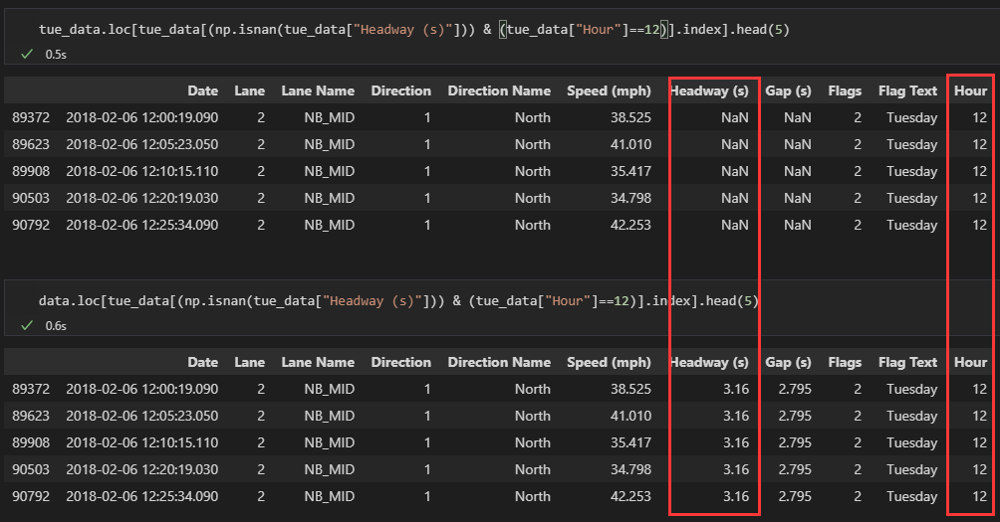 tue_data.loc[tue_data[(np.isnan(tue_data["Headway (s)"])) & (tue_data["Hour"]==12)].index].head(5)
0.5s
Date Lane Lane Name Direction Direction Name Speed (mph) Headway (s) Gap (s) Flags Flag Text Hour
89372 2018-02-06 12:00:19.090 2 NB_MID 1 North 38.525 NaN NaN 2 Tuesday 12
89623 2018-02-06 12:05:23.050 2 NB_MID 1 North 41.010 NaN NaN 2 Tuesday 12
89908 2018-02-06 12:10:15.110 2 NB_MID 1 North 35.417 NaN NaN 2 Tuesday 12
90503 2018-02-06 12:20:19.030 2 NB_MID 1 North 34.798 NaN NaN 2 Tuesday 12
90792 2018-02-06 12:25:34.090 2 NB_MID 1 North 42.253 NaN NaN 2 Tuesday 12
data.loc[tue_data[(np.isnan(tue_data["Headway (s)"])) & (tue_data["Hour"]==12)].index].head(5)
0.6s
Date Lane Lane Name Direction Direction Name Speed (mph) Headway (s) Gap (s) Flags Flag Text Hour
89372 2018-02-06 12:00:19.090 2 NB_MID 1 North 38.525 3.16 2.795 2 Tuesday 12
89623 2018-02-06 12:05:23.050 2 NB_MID 1 North 41.010 3.16 2.795 2 Tuesday 12
89908 2018-02-06 12:10:15.110 2 NB_MID 1 North 35.417 3.16 2.795 2 Tuesday 12
90503 2018-02-06 12:20:19.030 2 NB_MID 1 North 34.798 3.16 2.795 2 Tuesday 12
90792 2018-02-06 12:25:34.090 2 NB_MID 1 North 42.253 3.16 2.795 2 Tuesday 12